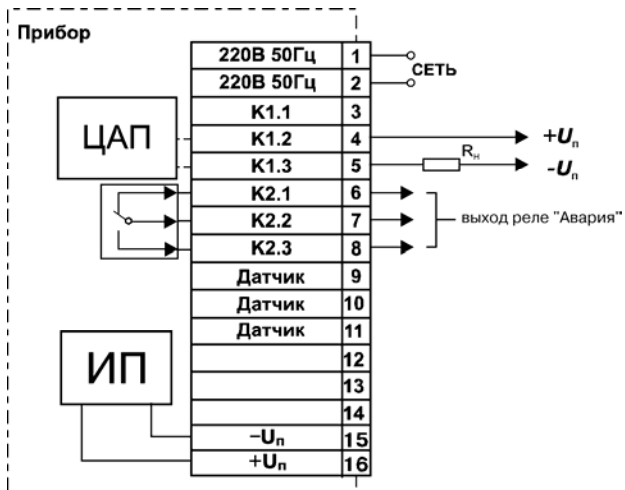 Прибор
220В 50Гц 1
220В 50Гц 2
СЕТЬ
К1.1 3
ЦАП
К1.2 4
+Uп
К1.3 5
Rн
-Uп
К2.1 6
К2.2 7
выход реле "Авария"
К2.3 8
Датчик 9
Датчик 10
Датчик 11
12
ИП
13
14
−Uп 15
+Uп 16